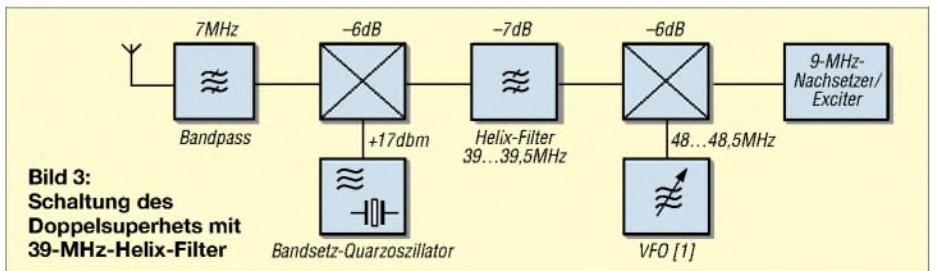 7MHz
–6dB
–7dB
–6dB
9-MHz-
Nachsetzer/
Exciter
Bandpass
+17dbm
Helix-Filter
39...39,5MHz
48...48,5MHz
Bild 3:
Schaltung des
Doppelsuperhets mit
39-MHz-Helix-Filter
Bandsetz-Quarzoszillator
VFO [1]